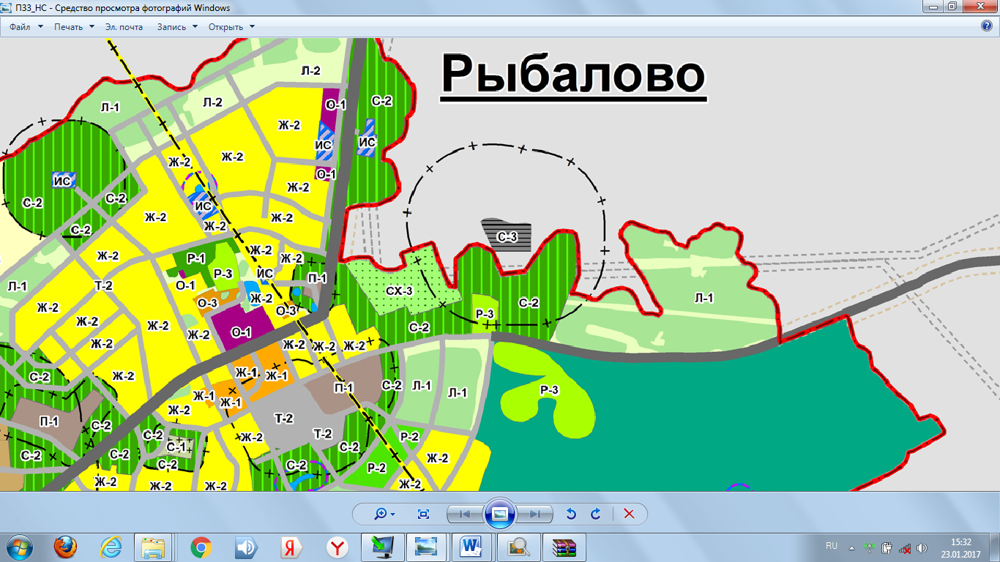 ПЗЗ_НС - Средство просмотра фотографий Windows
Файл Печать Эл. почта Запись Открыть
Рыбалово
Л-2
О-1
С-2
Л-1
Л-2
Ж-2
ИС
ИС
Ж-2
Ж-2
О-1
ИС
Ж-2
С-2
С-2
ИС
Ж-2
Ж-2
Ж-2
С-2
С-3
Ж-2
Р-1
Ж-2
Ж-2
Р-3
ИС
П-1
Л-1
Т-2
О-1
СХ-3
Ж-2
О-3
С-2
Л-1
Ж-2
О-3
Р-3
Ж-2
Ж-2
С-2
Ж-2
Ж-2
О-1
Ж-2
Ж-2
Ж-2
Ж-2
Ж-1
Ж-1
С-2
П-1
С-2
Л-1
Л-1
Р-3
Ж-1
Ж-1
Ж-2
П-1
С-2
Т-2
С-2
С-1
Ж-2
Т-2
С-2
Р-2
С-2
С-2
С-2
С-2
Р-2
Ж-2
Ж-2
Ж-2
Ж-2
Ж-2
RU
15:32
23.01.2017